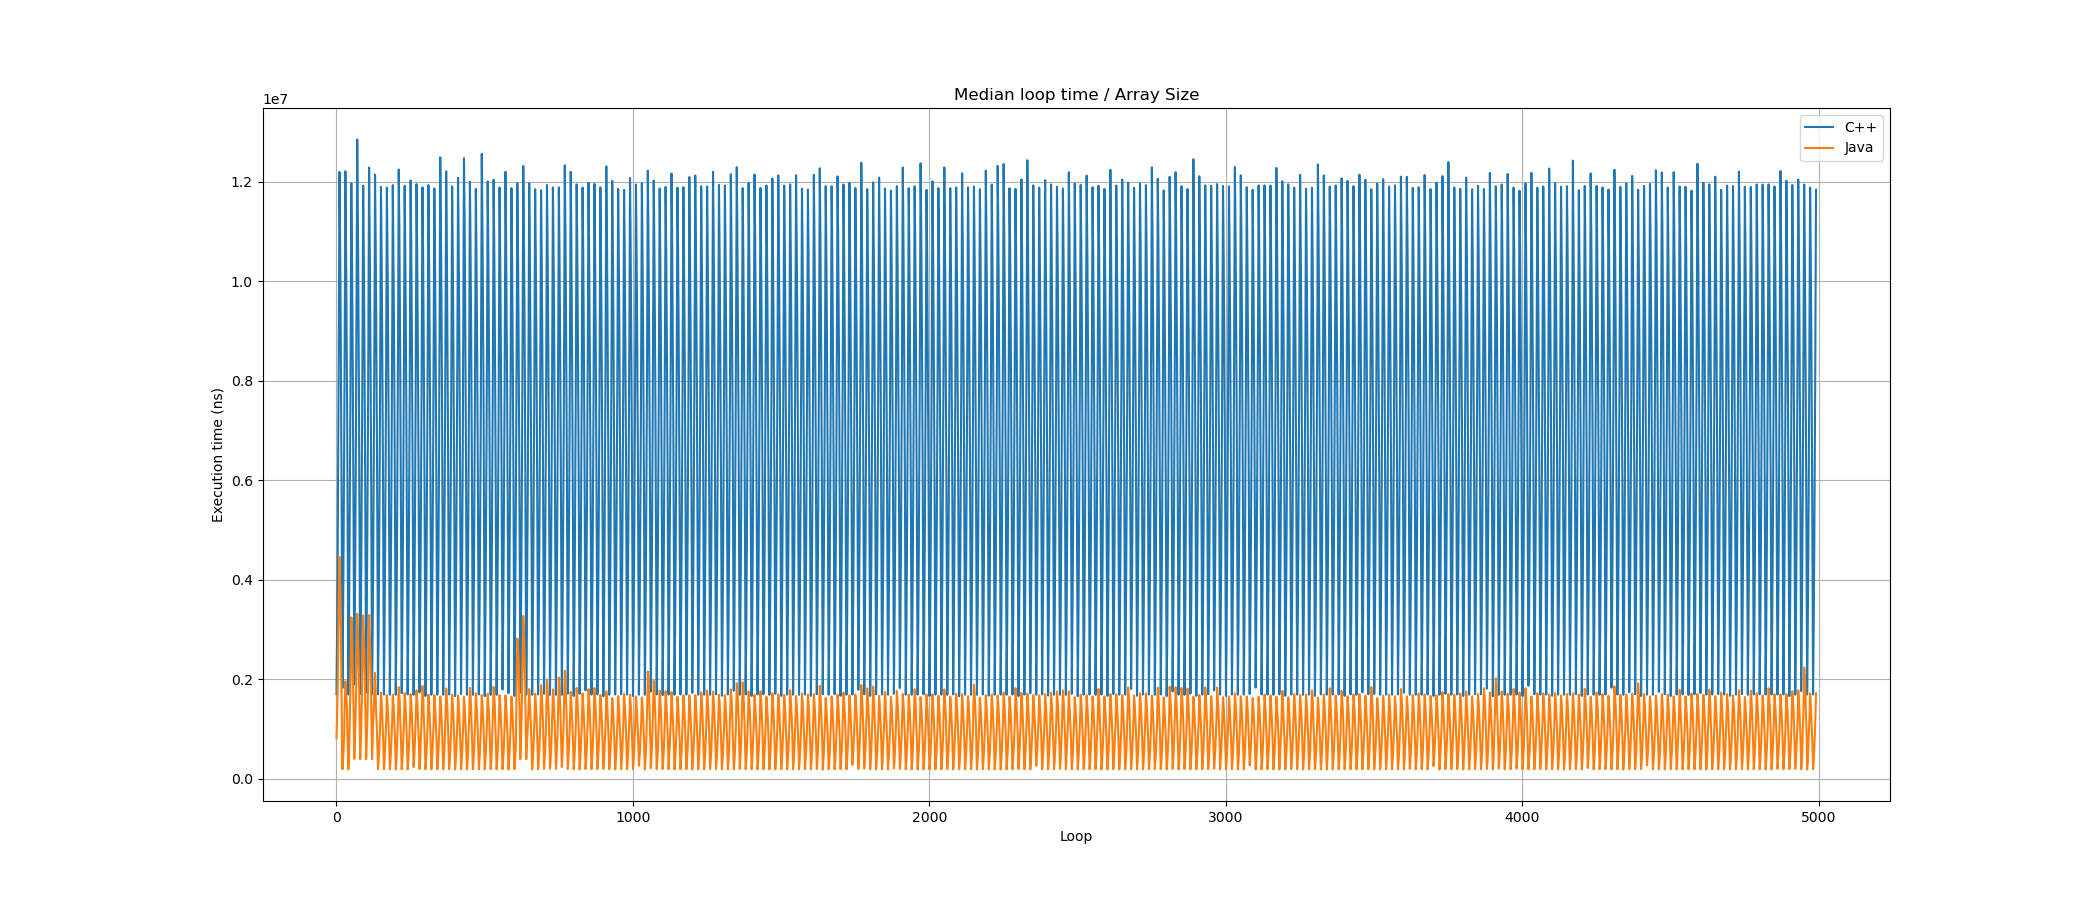 Median loop time / Array Size
1e7
C++
Java
1.2
1.0
0.8
0.6
0.4
0.2
0.0
Execution time (ns)
0 1000 2000 3000 4000 5000
Loop